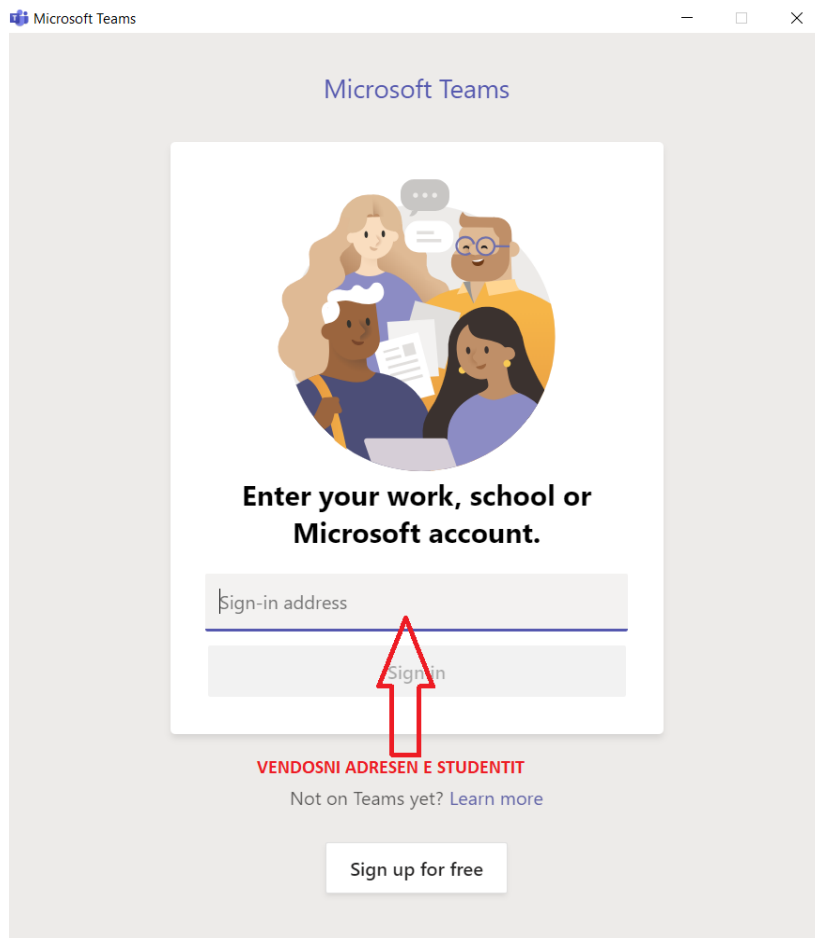 Microsoft Teams
Microsoft Teams
Enter your work, school or
Microsoft account.
Sign-in address
Sign in
VENDOSNI ADRESEN E STUDENTIT
Not on Teams yet? Learn more
Sign up for free